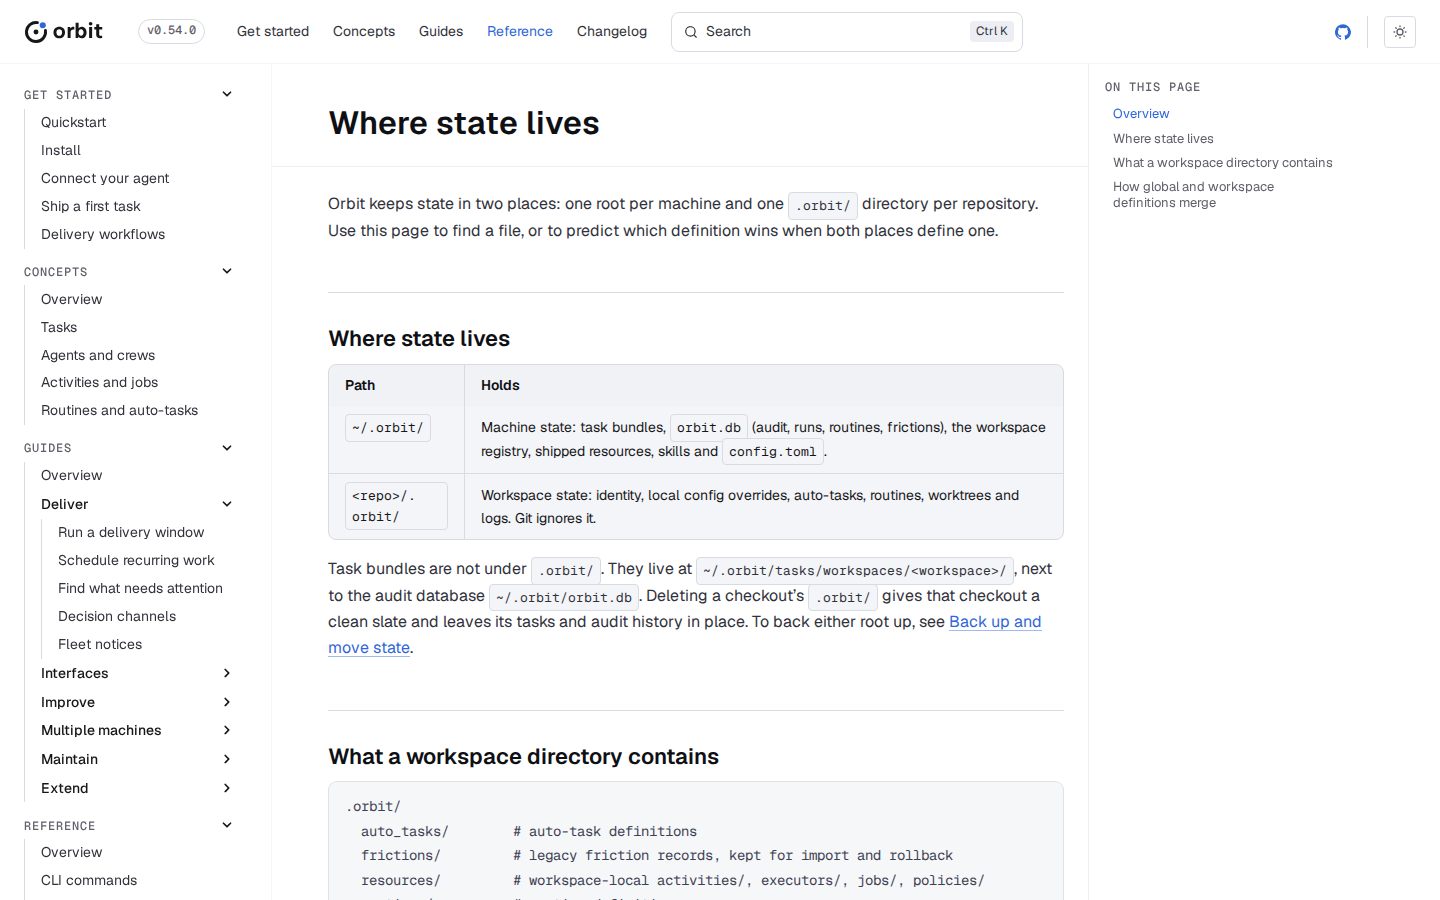 orbit
v0.54.0
Get started
Concepts
Guides
Reference
Changelog
Search
Ctrl K
GET STARTED
Quickstart
Install
Connect your agent
Ship a first task
Delivery workflows
CONCEPTS
Overview
Tasks
Agents and crews
Activities and jobs
Routines and auto-tasks
GUIDES
Overview
Deliver
Run a delivery window
Schedule recurring work
Find what needs attention
Decision channels
Fleet notices
Interfaces
Improve
Multiple machines
Maintain
Extend
REFERENCE
Overview
CLI commands
Where state lives
Orbit keeps state in two places: one root per machine and one .orbit/ directory per repository.
Use this page to find a file, or to predict which definition wins when both places define one.
Where state lives
Path Holds
~/.orbit/ Machine state: task bundles, orbit.db (audit, runs, routines, frictions), the workspace
registry, shipped resources, skills and config.toml.
<repo>/. Workspace state: identity, local config overrides, auto-tasks, routines, worktrees and
orbit/ logs. Git ignores it.
Task bundles are not under .orbit/. They live at ~/.orbit/tasks/workspaces/<workspace>/, next
to the audit database ~/.orbit/orbit.db. Deleting a checkout’s .orbit/ gives that checkout a
clean slate and leaves its tasks and audit history in place. To back either root up, see Back up and
move state.
What a workspace directory contains
.orbit/
auto_tasks/ # auto-task definitions
frictions/ # legacy friction records, kept for import and rollback
resources/ # workspace-local activities/, executors/, jobs/, policies/
ON THIS PAGE
Overview
Where state lives
What a workspace directory contains
How global and workspace
definitions merge